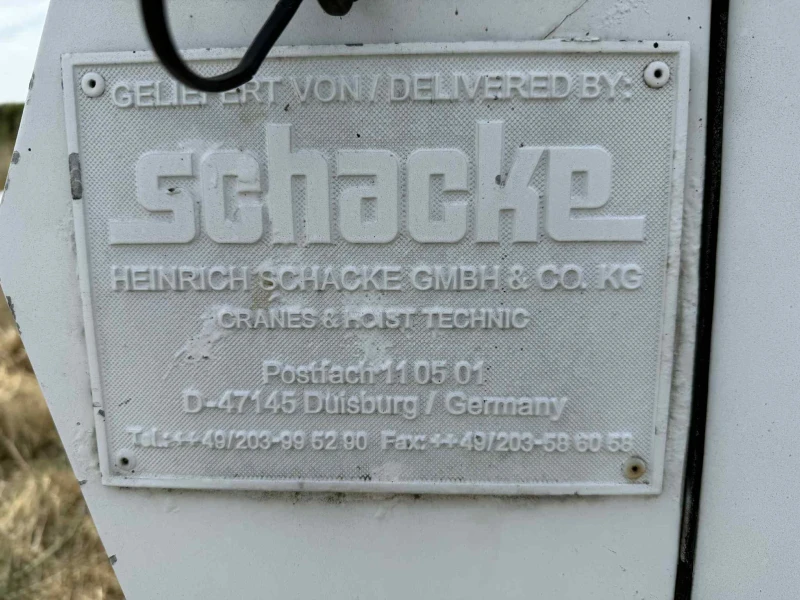 GELIEFERT VON / DELIVERED BY:
schacke
HEINRICH SCHACKE GMBH & CO. KG
CRANES & HOIST TECHNIC
Postfach 11 05 01
D-47145 Duisburg / Germany
Tel.: ++49/203-99 52 90 Fax: ++49/203-58 60 58